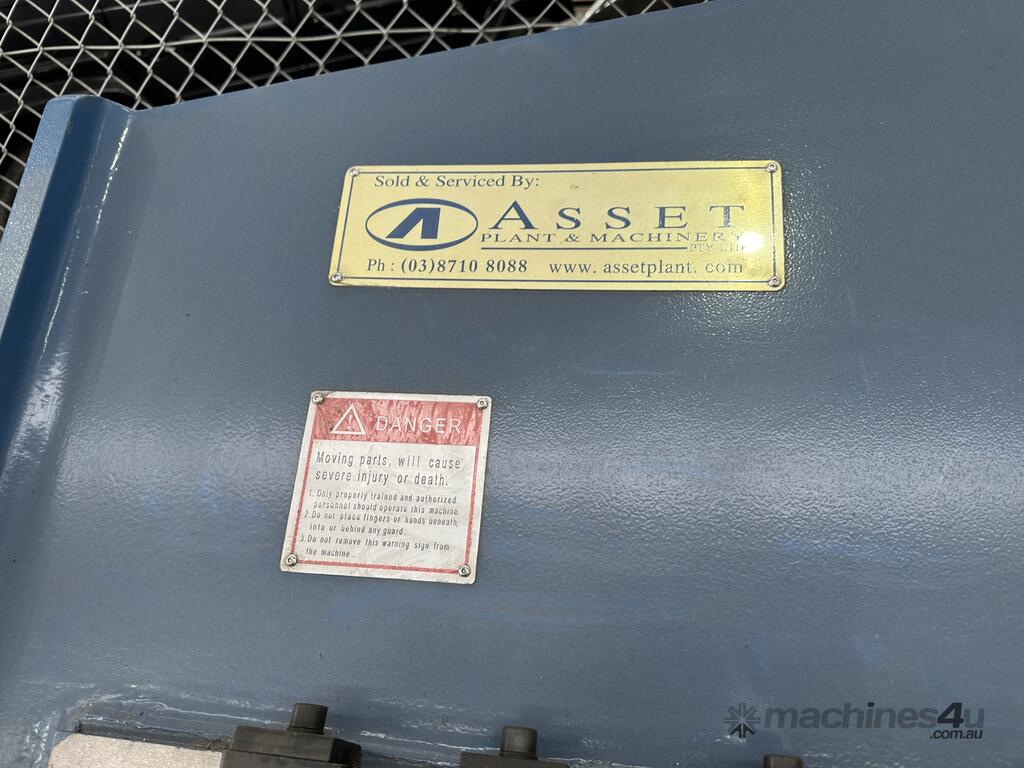 Sold & Serviced By:
ASSET
PLANT & MACHINERY
PTY LTD
Ph : (03)8710 8088 www. assetplant. com
DANGER
Moving parts, will cause
severe injury or death.
1. Only properly trained and authorized
personnel should operate this machine.
2. Do not place fingers or hands beneath,
into or behind any guard.
3. Do not remove this warning sign from
the machine.
machines4u
.com.au